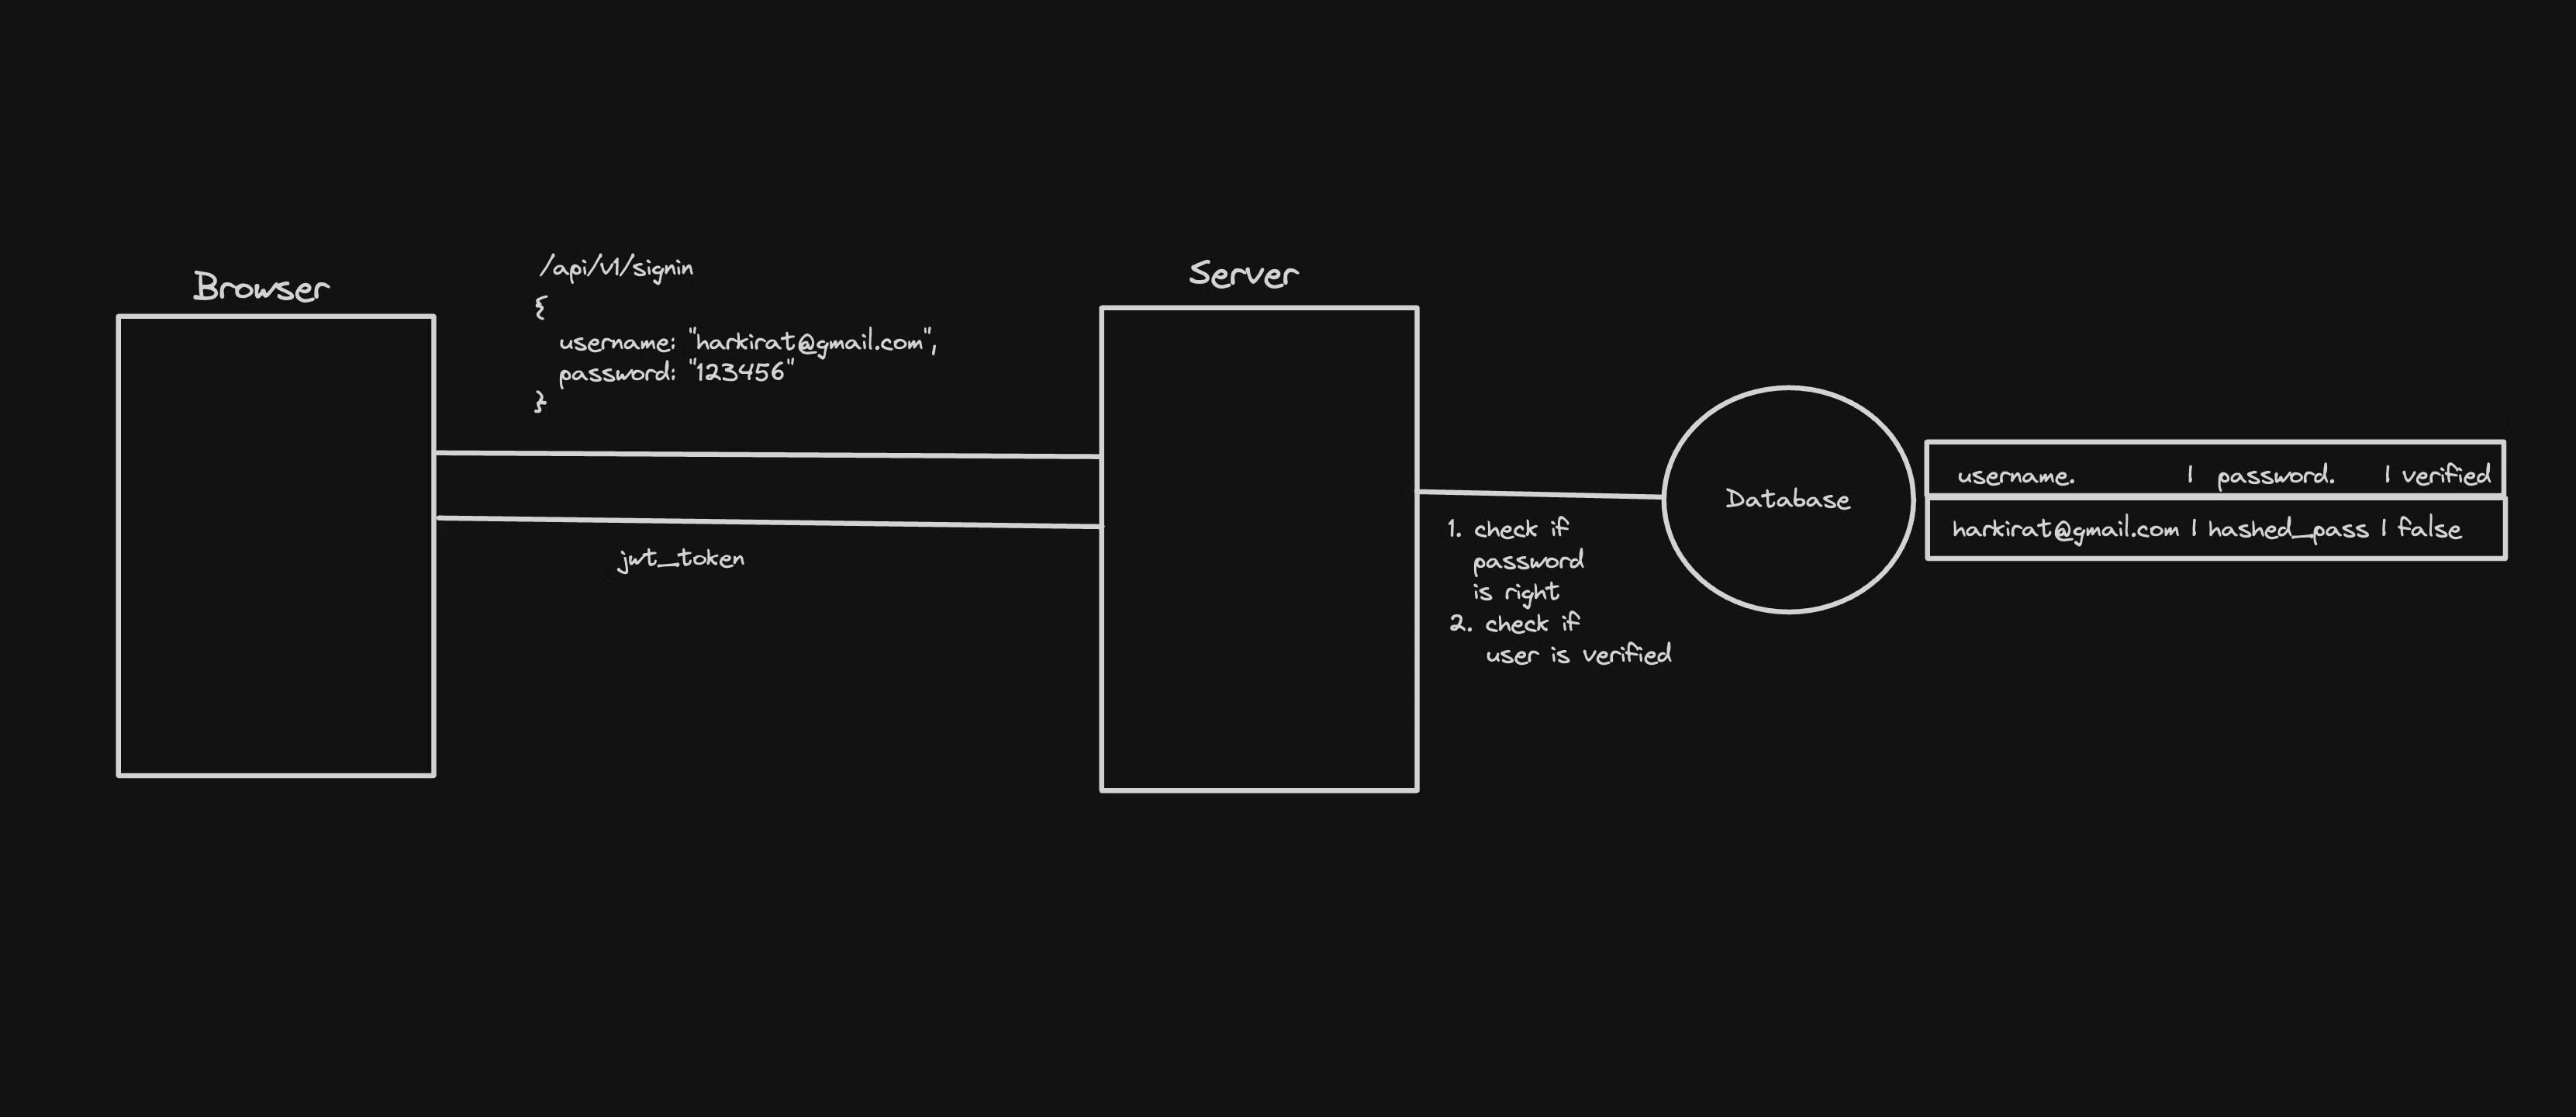 Browser
/api/v1/signin
{
username: "harkirat@gmail.com",
password: "123456"
}
jwt_token
Server
1. check if
password
is right
2. check if
user is verified
Database
username. | password. | verified
harkirat@gmail.com | hashed_pass | false